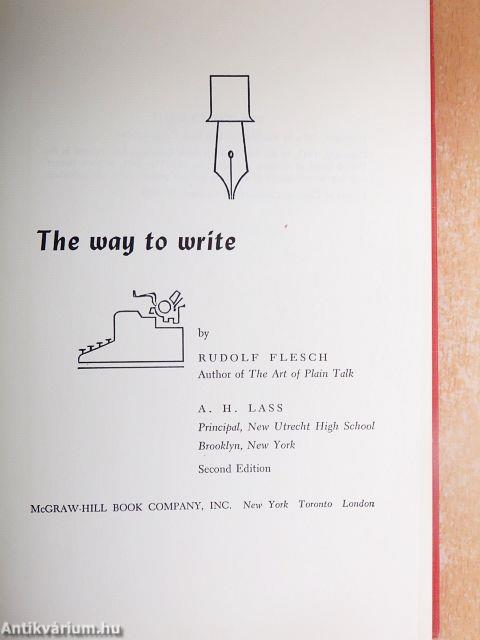 The way to write
by
RUDOLF FLESCH
Author of The Art of Plain Talk
A. H. LASS
Principal, New Utrecht High School
Brooklyn, New York
Second Edition
McGRAW-HILL BOOK COMPANY, INC. New York Toronto London
Antikvárium.hu